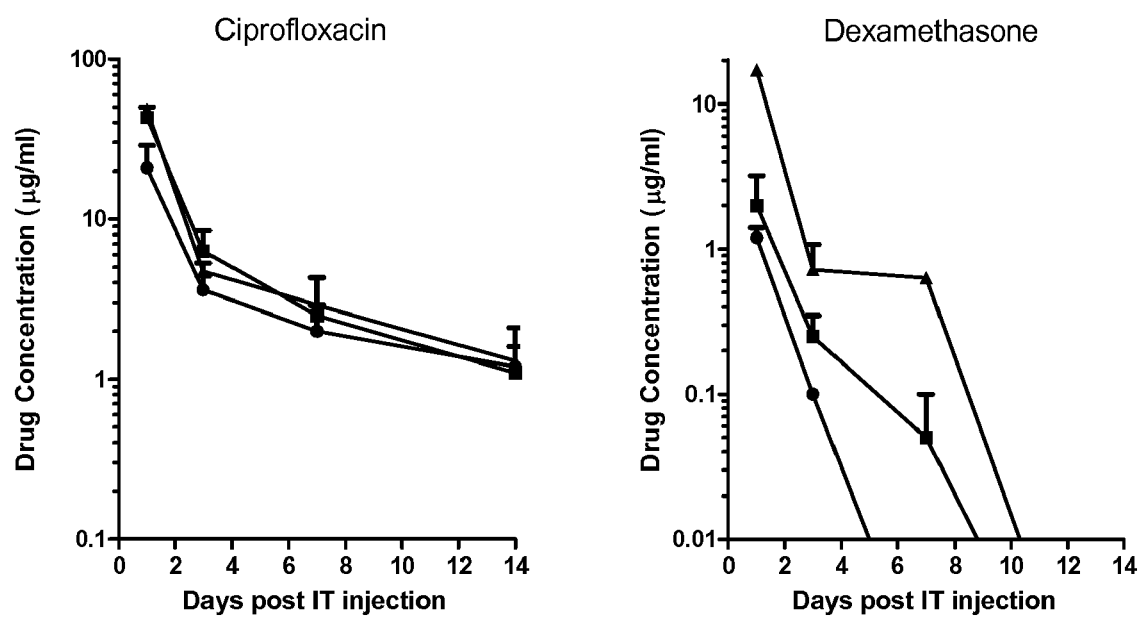 Ciprofloxacin
Drug Concentration (µg/ml)
100
10
1
0.1
0 2 4 6 8 10 12 14
Days post IT injection
Dexamethasone
Drug Concentration (µg/ml)
10
1
0.1
0.01
0 2 4 6 8 10 12 14
Days post IT injection